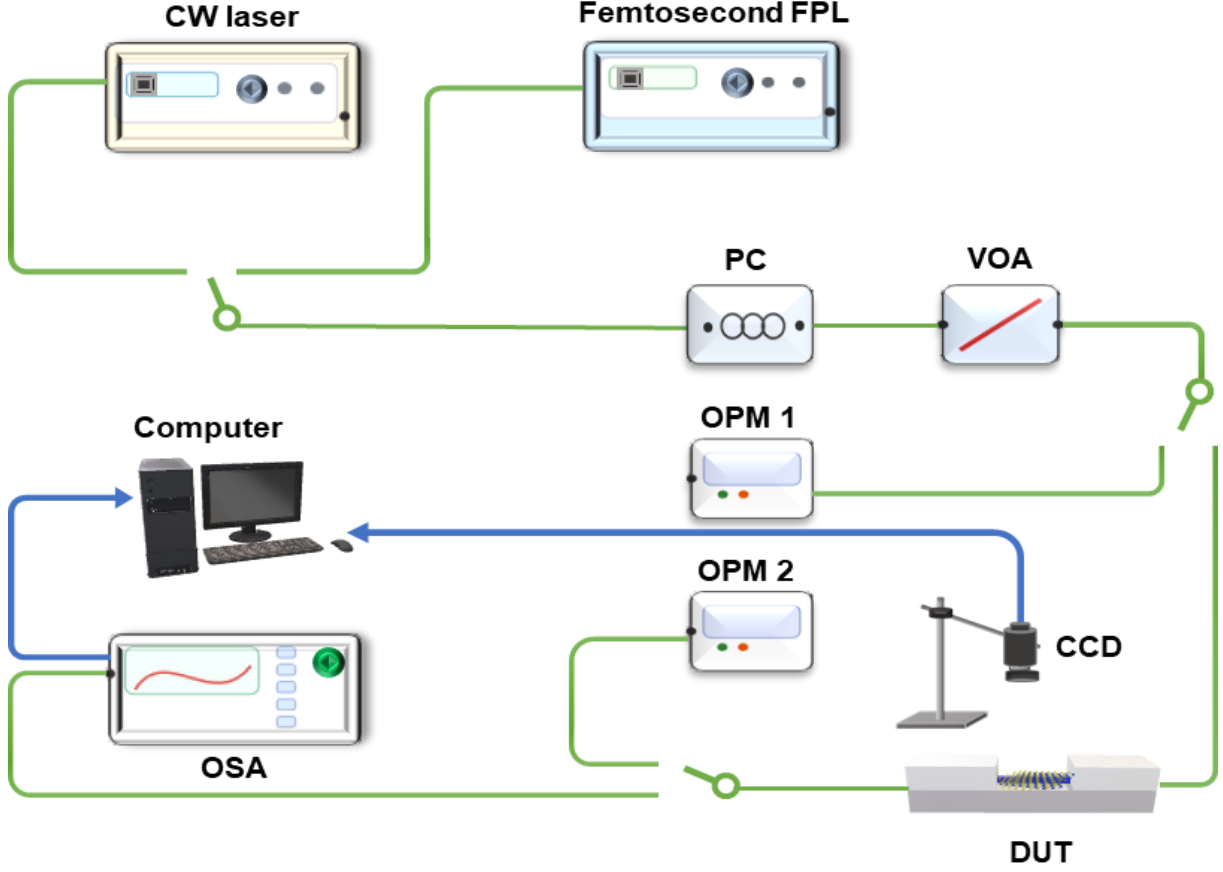 CW laser
Femtosecond FPL
PC
VOA
OPM 1
Computer
OPM 2
CCD
OSA
DUT